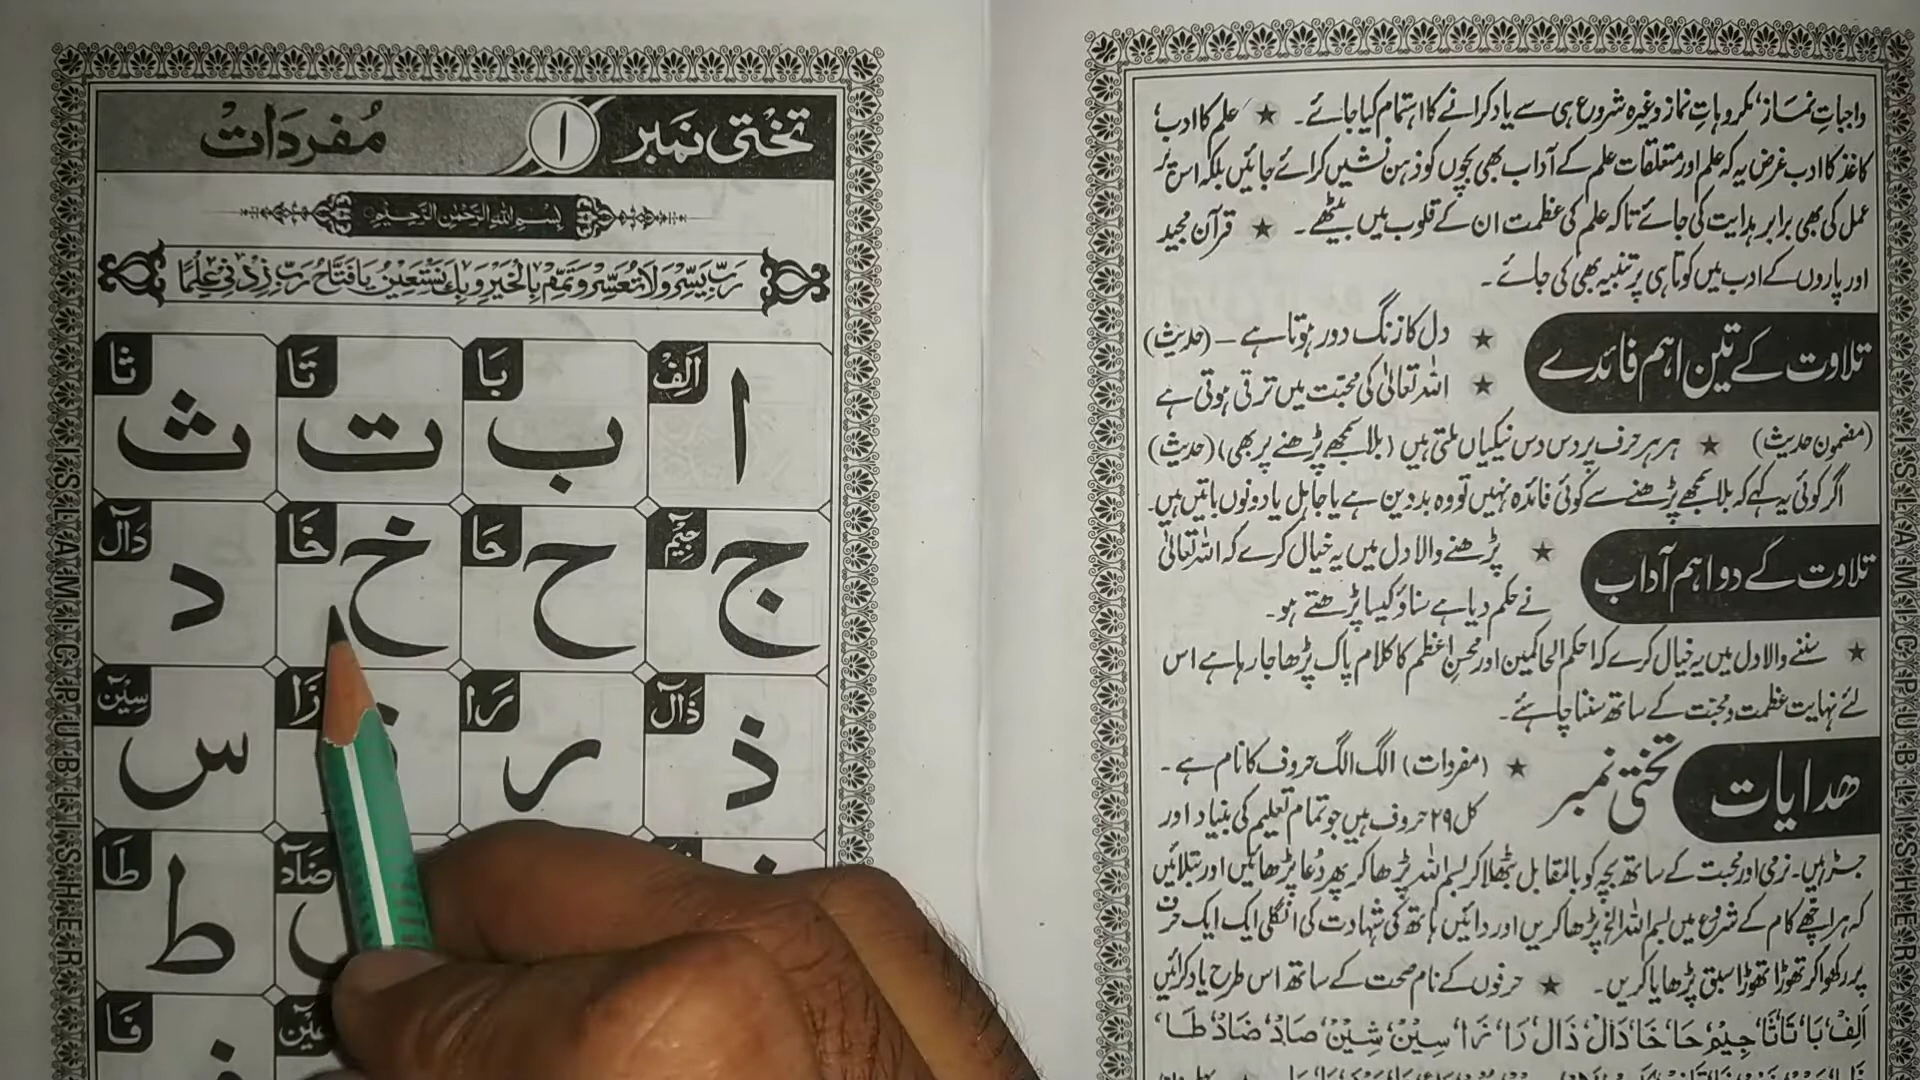 واجباتِ نماز، مکروہاتِ نماز وغیرہ شروع ہی سے یاد کرانے کا اہتمام کیا جائے۔ ★ علم کا ادب،
کاغذ کا ادب غرض یہ کہ علم اور متعلقات علم کے آداب بھی بچوں کو ذہن نشیں کرائے جائیں بلکہ اس پر
عمل کی بھی برابر ہدایت کی جائے تاکہ علم کی عظمت ان کے قلوب میں بیٹھے۔ ★ قرآن مجید
اور پاروں کے ادب میں کوتاہی پر تنبیہ بھی کی جائے۔
تلاوت کے تین اہم فائدے
★ دل کا زنگ دور ہوتا ہے – (حدیث)
★ اللہ تعالیٰ کی محبّت میں ترقی ہوتی ہے
(مضمون حدیث) ★ ہر ہر حرف پر دس دس نیکیاں ملتی ہیں (بلا سمجھے پڑھنے پر بھی) (حدیث)
اگر کوئی یہ کہے کہ بلا سمجھے پڑھنے سے کوئی فائدہ نہیں تو وہ بددین ہے یا جاہل یا دونوں باتیں ہیں۔
تلاوت کے دو اہم آداب
★ پڑھنے والا دل میں یہ خیال کرے کہ اللہ تعالیٰ
نے حکم دیا ہے سناؤ کیسا پڑھتے ہو۔
★ سننے والا دل میں یہ خیال کرے کہ احکم الحاکمین اور محسنِ اعظم کا کلام پاک پڑھا جا رہا ہے اس
لئے نہایت عظمت و محبّت کے ساتھ سننا چاہئے۔
ھدایات تختی نمبر
★ (مفردات) الگ الگ حروف کا نام ہے۔
کل ۲۹ حروف ہیں جو تمام تعلیم کی بنیاد اور
جڑ ہیں۔ نرمی اور محبت کے ساتھ بچہ کو بالمقابل بٹھلا کر بسم اللہ پڑھا کر پھر دُعا پڑھائیں اور بتلائیں
کہ ہر اچھے کام کے شروع میں بسم اللہ الخ پڑھا کریں اور دائیں ہاتھ کی شہادت کی انگلی ایک ایک حرف
پر رکھوا کر تھوڑا تھوڑا سبق پڑھایا کریں۔ ★ حرفوں کے نام صحت کے ساتھ اس طرح یاد کرائیں
اَلِفْ، بَا، تَا، ثَا، جِیْمْ، حَا، خَا، دَالْ، ذَالْ، رَا، زَا، سِیْنْ، شِیْنْ، صَادْ، ضَادْ، طَا،
ISLAMIC PUBLISHER
تختی نمبر ۱ مُفرَدَاتْ
بسم اللہ الرحمٰن الرحیم
رَبِّ يَسِّرْ وَلَا تُعَسِّرْ وَتَمِّمْ بِالْخَيْرِ وَبِكَ نَسْتَعِيْنُ يَا فَتَّاحُ رَبِّ زِدْنِيْ عِلْمًا
اَلِفْ ا بَا ب تَا ت ثَا ث
جِیْمْ ج حَا ح خَا خ دَالْ د
ذَالْ ذ رَا ر زَا سِیْنْ س
ضَادْ طَا ط
عَیْنْ فَا
ISLAMIC PUBLISHER